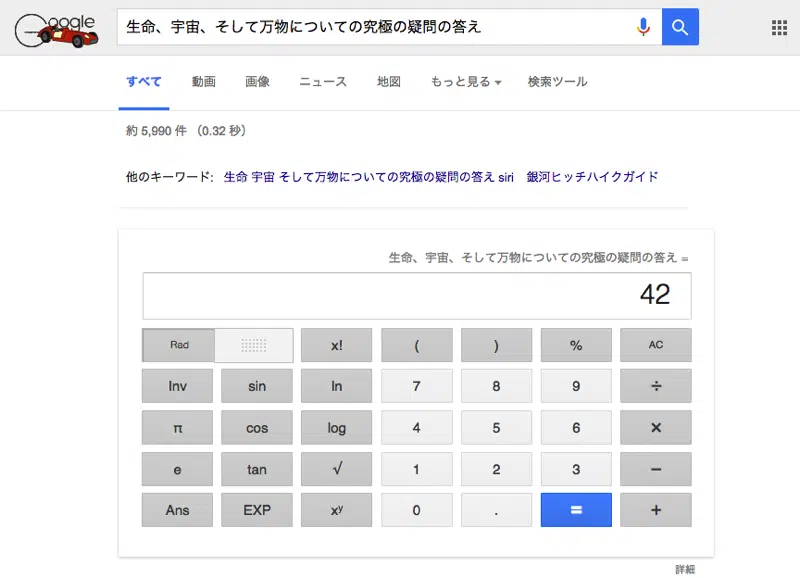 Google
生命、宇宙、そして万物についての究極の疑問の答え
すべて 動画 画像 ニュース 地図 もっと見る 検索ツール
約 5,990 件 （0.32 秒）
他のキーワード: 生命 宇宙 そして万物についての究極の疑問の答え siri 銀河ヒッチハイクガイド
生命、宇宙、そして万物についての究極の疑問の答え =
42
Rad x! ( ) % AC
Inv sin ln 7 8 9 ÷
π cos log 4 5 6 ×
e tan √ 1 2 3 −
Ans EXP xʸ 0 . = +
詳細